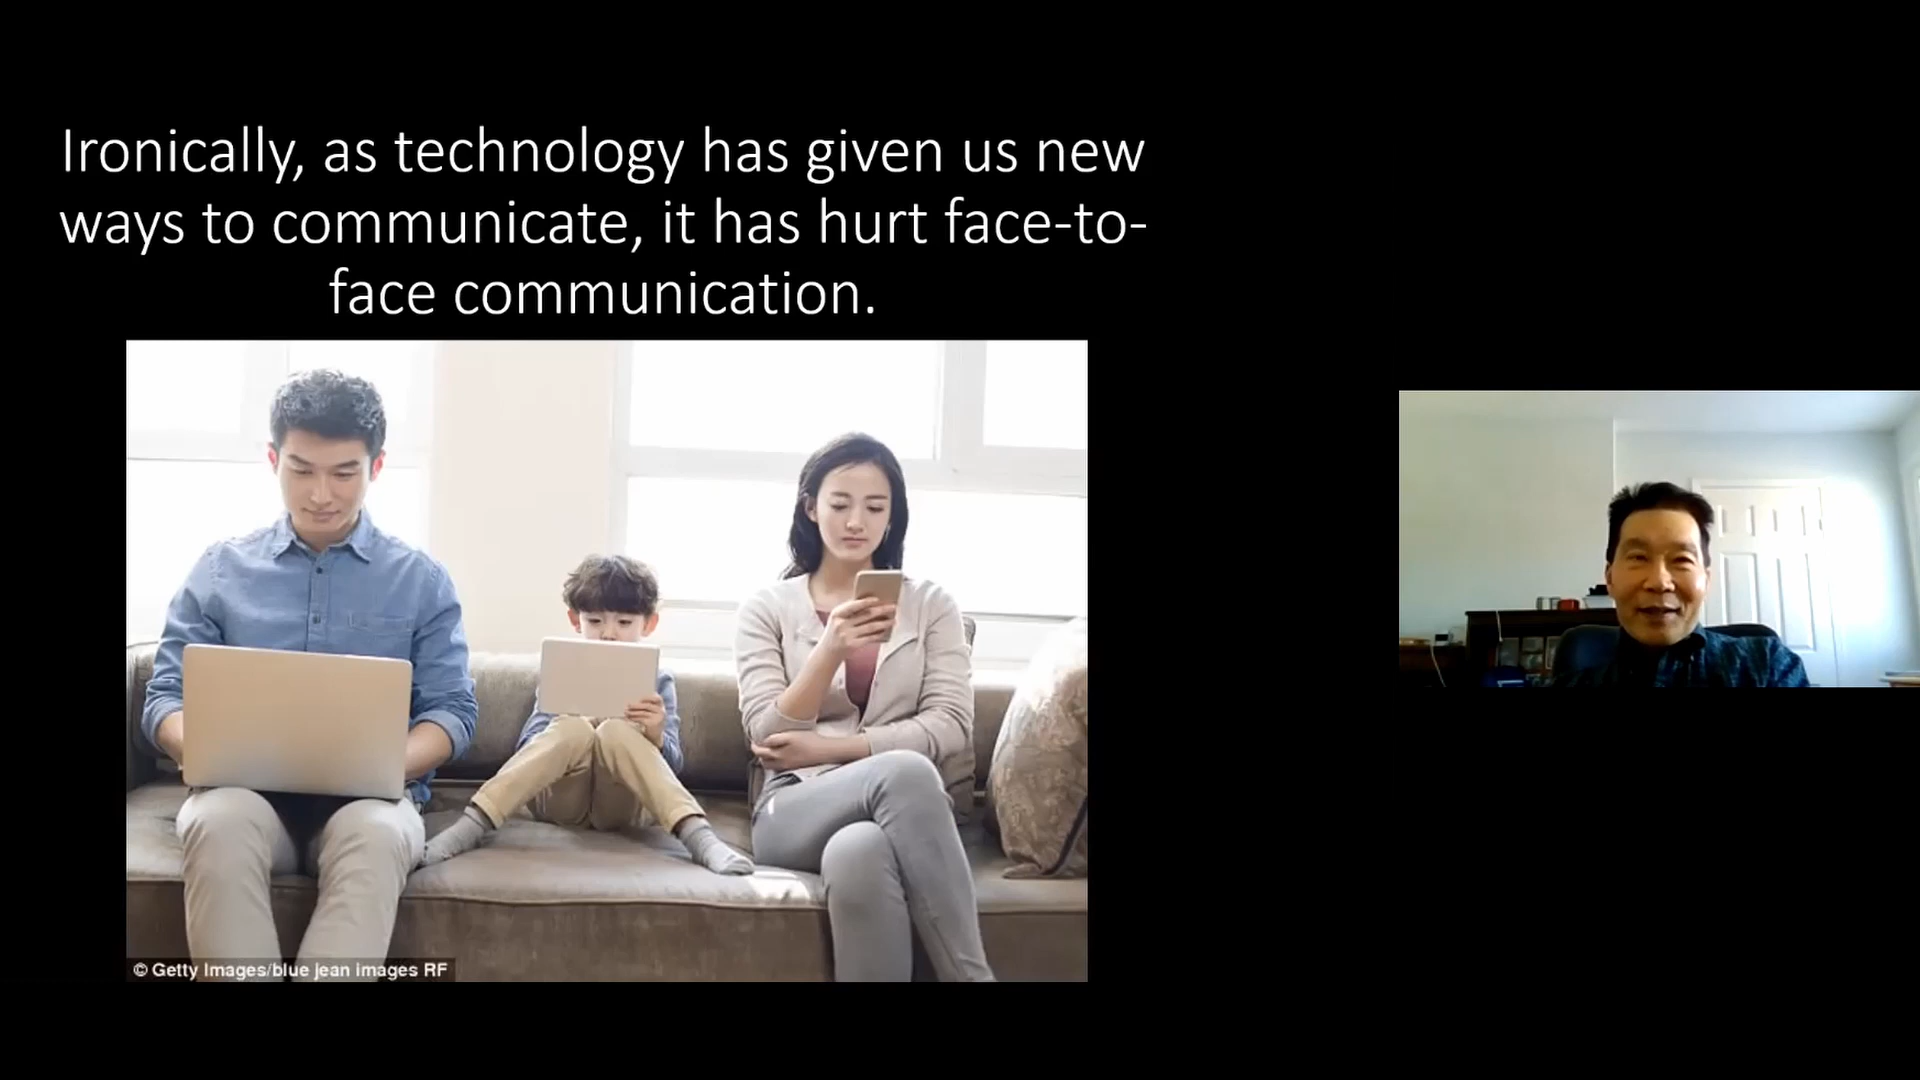 Ironically, as technology has given us new
ways to communicate, it has hurt face-to-
face communication.
© Getty Images/blue jean images RF